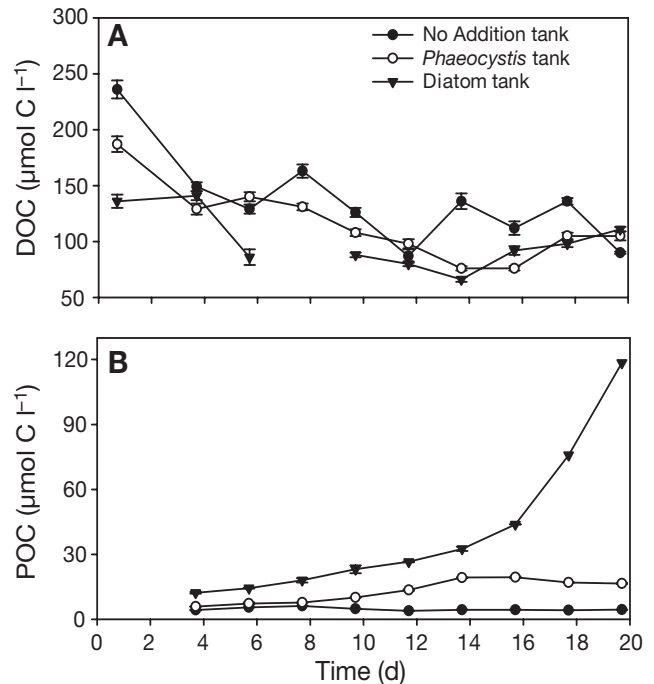 A
No Addition tank
Phaeocystis tank
Diatom tank
DOC (µmol C l⁻¹)
300
250
200
150
100
50
B
POC (µmol C l⁻¹)
120
90
60
30
0
0 2 4 6 8 10 12 14 16 18 20
Time (d)